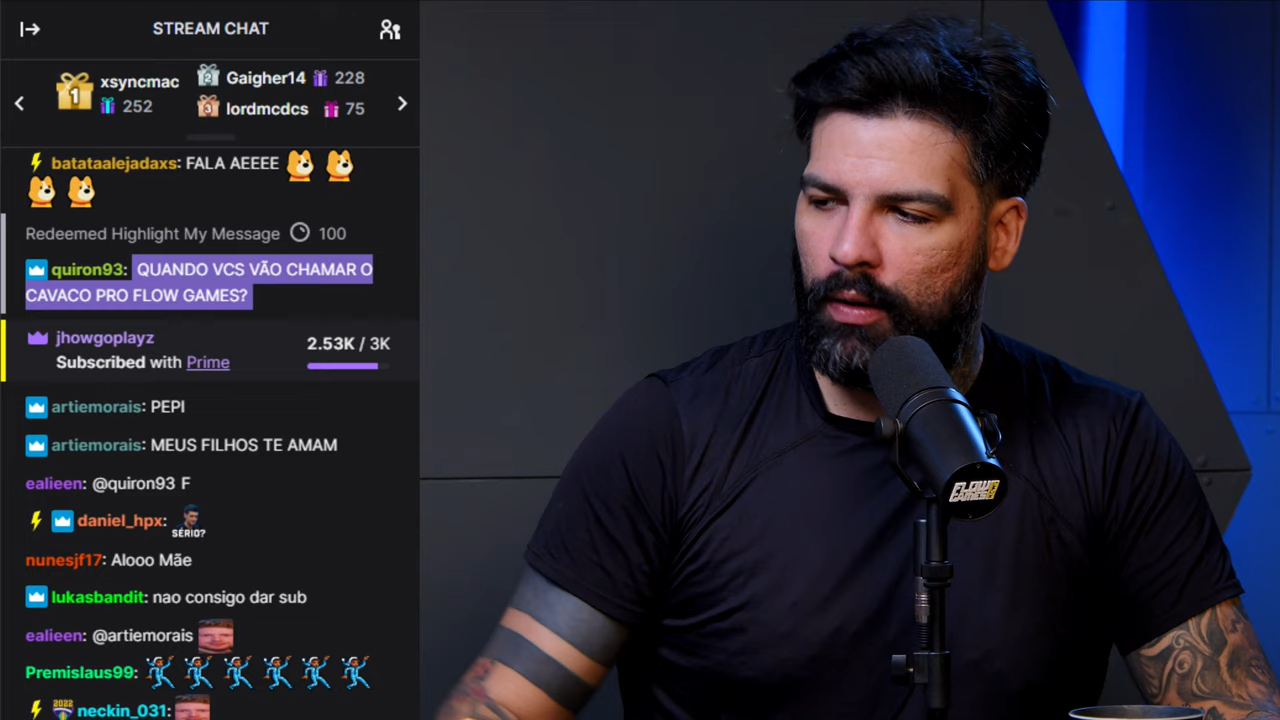 STREAM CHAT
1 xsyncmac
252
2 Gaigher14 228
3 lordmcdcs 75
batataalejadaxs: FALA AEEEE
Redeemed Highlight My Message 100
quiron93: QUANDO VCS VÃO CHAMAR O
CAVACO PRO FLOW GAMES?
jhowgoplayz
Subscribed with Prime
2.53K / 3K
artiemorais: PEPI
artiemorais: MEUS FILHOS TE AMAM
ealieen: @quiron93 F
daniel_hpx: SÉRIO?
nunesjf17: Alooo Mãe
lukasbandit: nao consigo dar sub
ealieen: @artiemorais
Premislaus99:
2022 neckin_031:
FLOW
GAMES